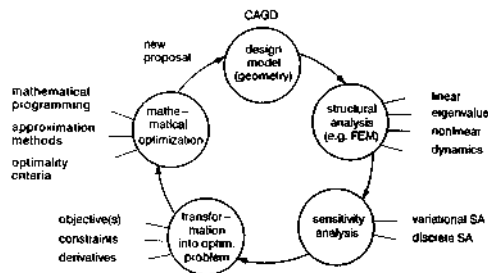 CAGD
new
proposal
design
model
(geometry)
mathematical
programming
approximation
methods
optimality
criteria
mathe-
matical
optimization
structural
analysis
(e.g. FEM)
linear
eigenvalue
nonlinear
dynamics
objective(s)
constraints
derivatives
transfor-
mation
into optim.
problem
sensitivity
analysis
variational SA
discrete SA